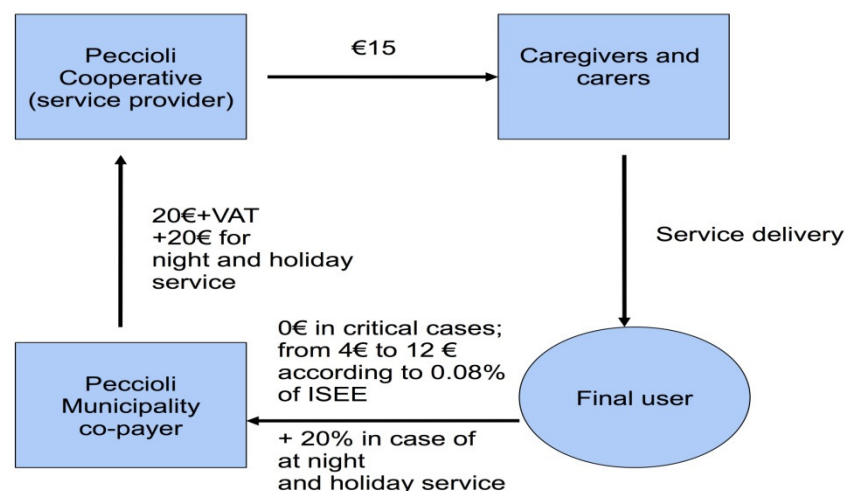 Peccioli
Cooperative
(service provider)
€15
Caregivers and
carers
20€+VAT
+20€ for
night and holiday
service
Service delivery
0€ in critical cases;
from 4€ to 12 €
according to 0.08%
of ISEE
Peccioli
Municipality
co-payer
Final user
+ 20% in case of
at night
and holiday service